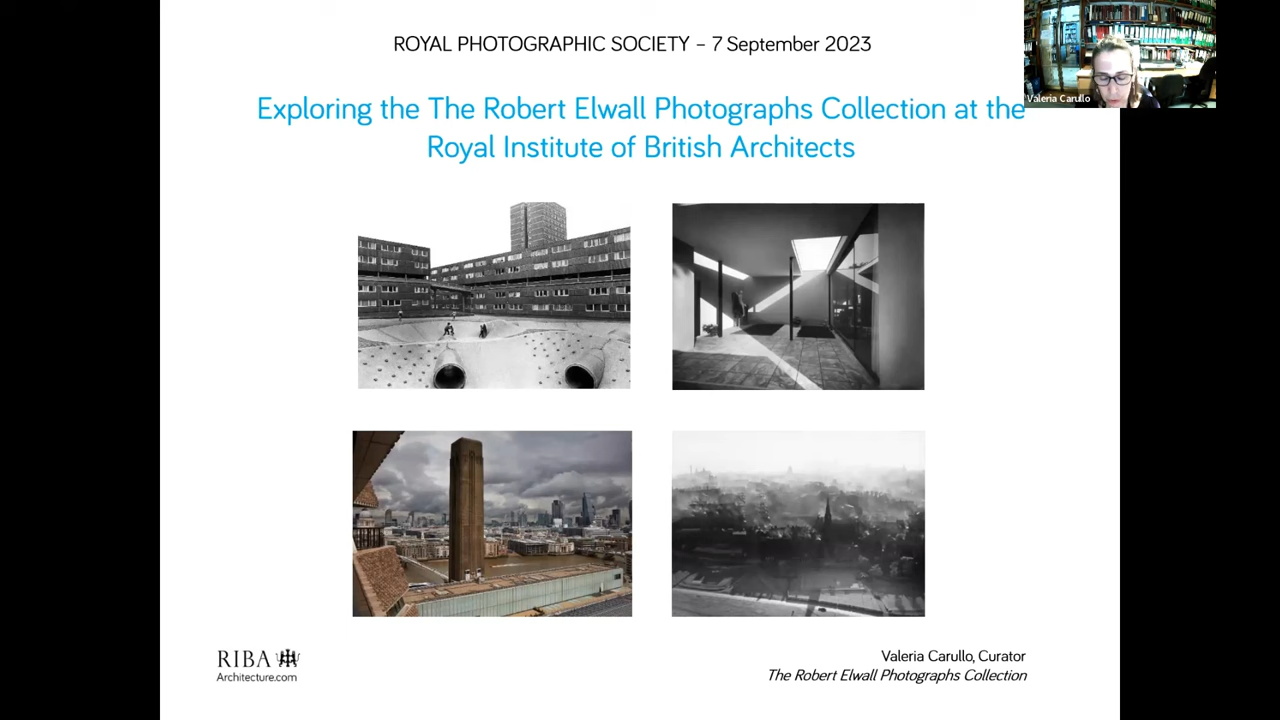 ROYAL PHOTOGRAPHIC SOCIETY – 7 September 2023
Valeria Carullo
Exploring the The Robert Elwall Photographs Collection at the
Royal Institute of British Architects
RIBA
Architecture.com
Valeria Carullo, Curator
The Robert Elwall Photographs Collection